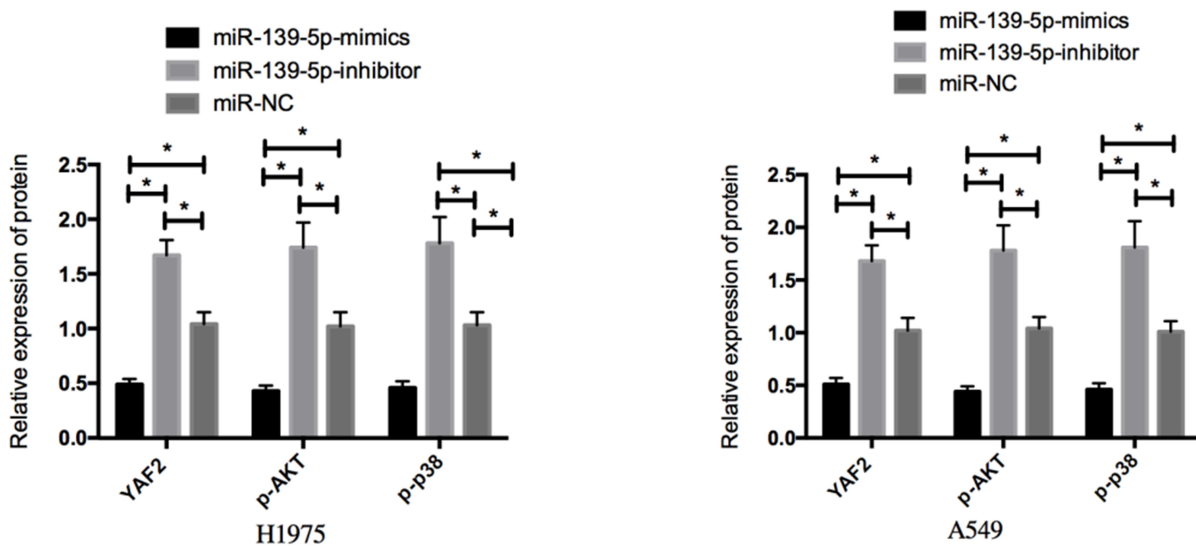 miR-139-5p-mimics
miR-139-5p-inhibitor
miR-NC
Relative expression of protein
2.5
2.0
1.5
1.0
0.5
0.0
* * * *
* * * *
*
YAF2 p-AKT p-p38
H1975
miR-139-5p-mimics
miR-139-5p-inhibitor
miR-NC
Relative expression of protein
2.5
2.0
1.5
1.0
0.5
0.0
* * *
* * *
* * *
YAF2 p-AKT p-p38
A549